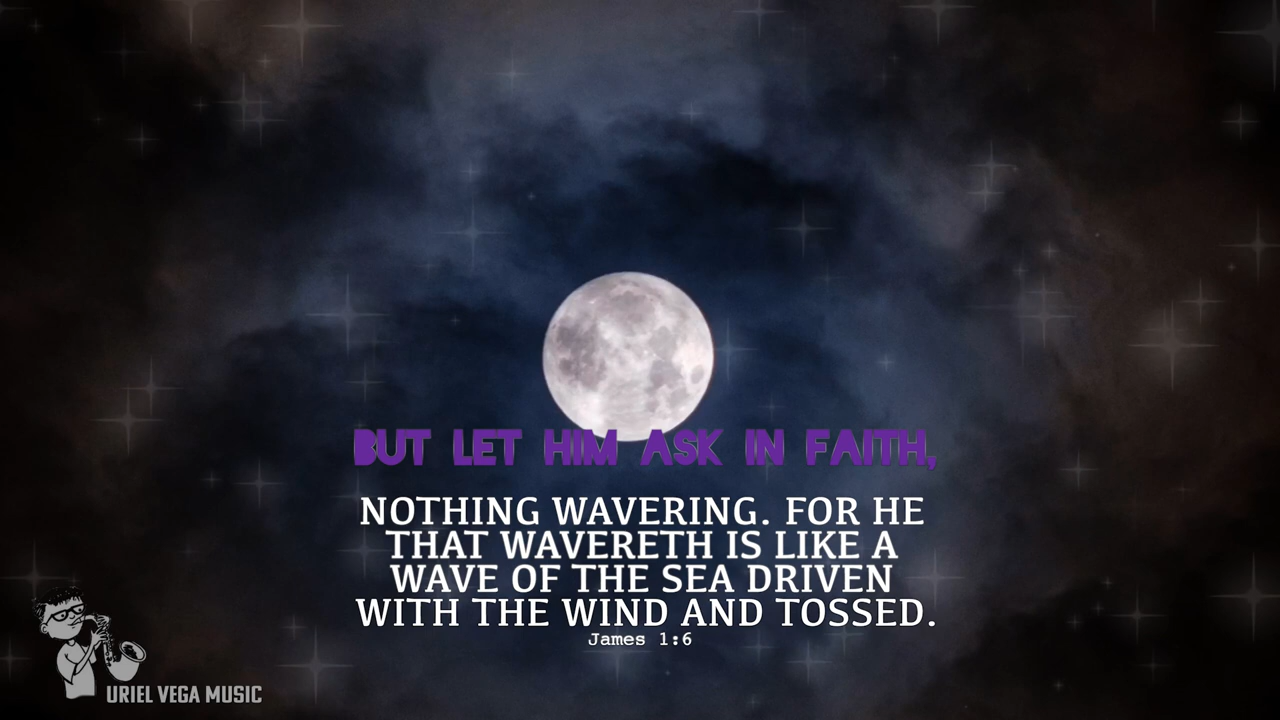 BUT LET HIM ASK IN FAITH,
NOTHING WAVERING. FOR HE
THAT WAVERETH IS LIKE A
WAVE OF THE SEA DRIVEN
WITH THE WIND AND TOSSED.
James 1:6
URIEL VEGA MUSIC